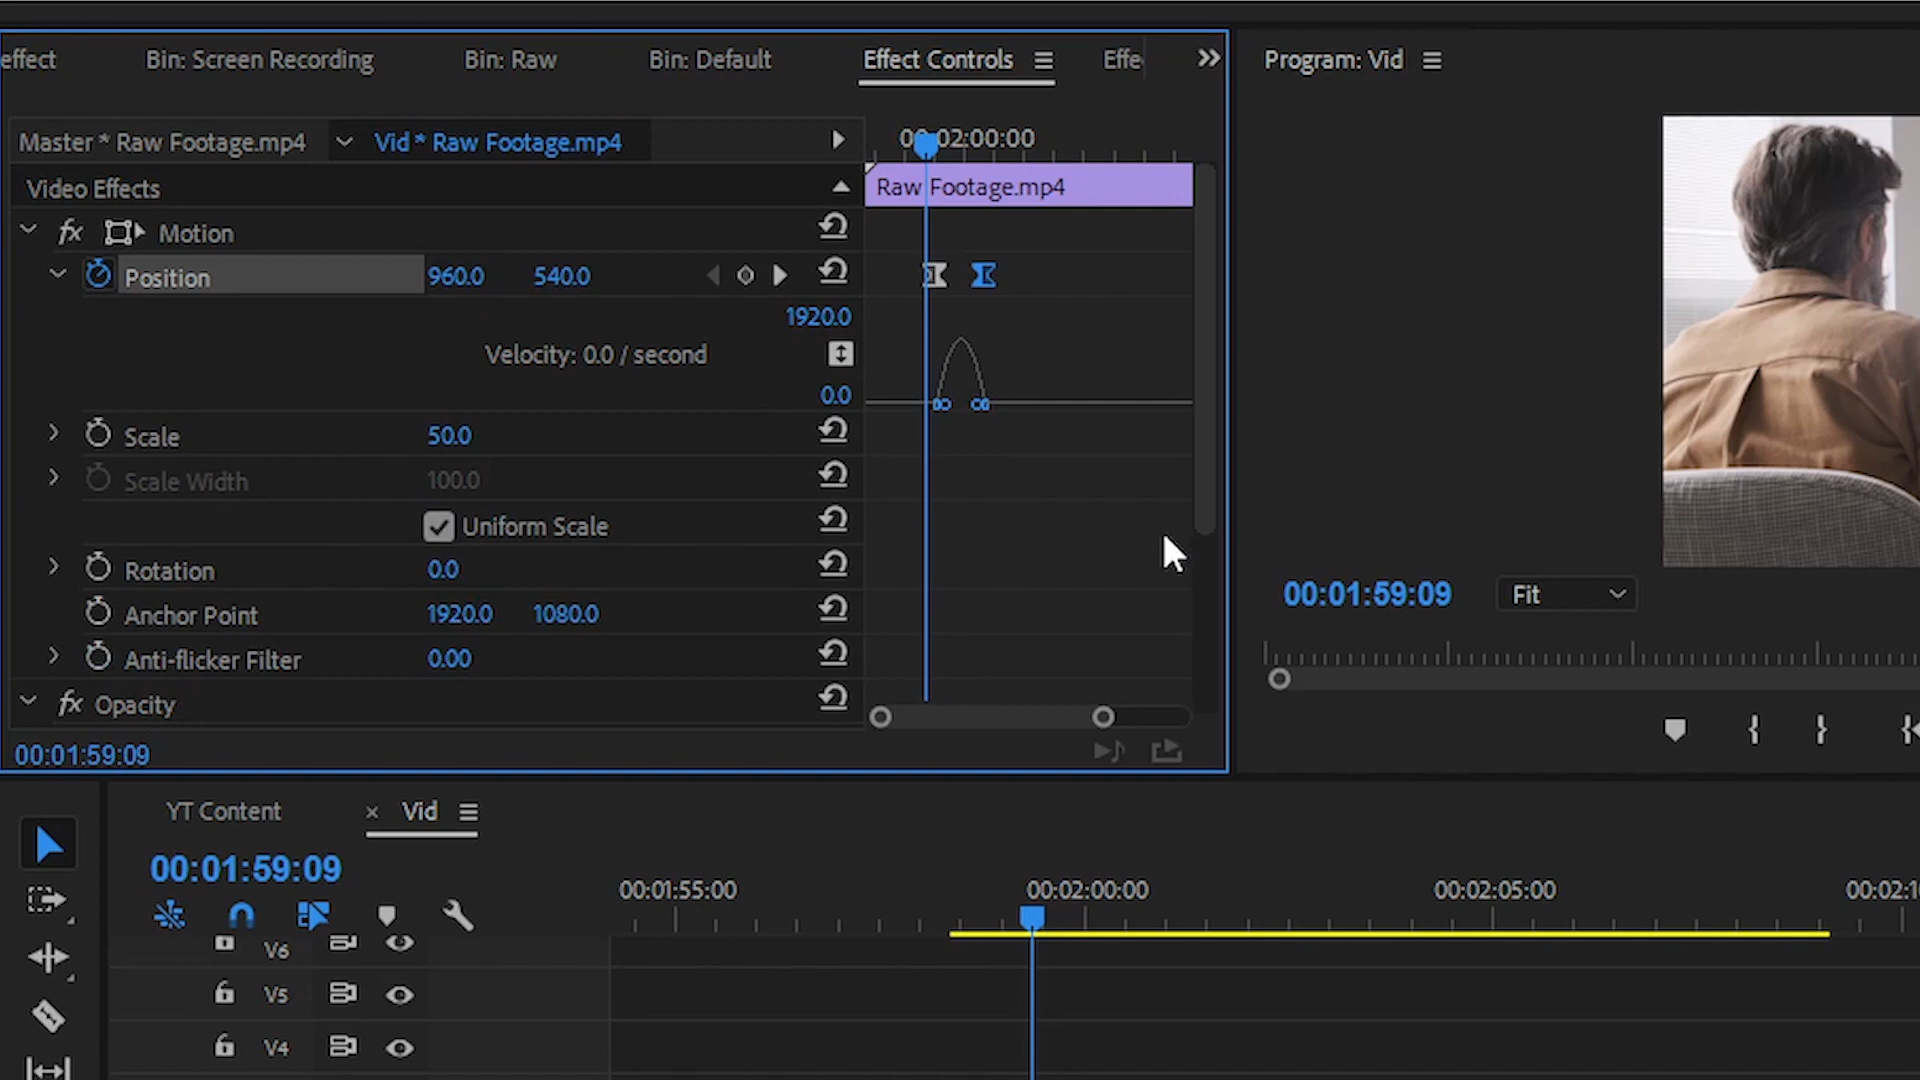 effect
Bin: Screen Recording
Bin: Raw
Bin: Default
Effect Controls
Effe
Program: Vid
Master * Raw Footage.mp4
Vid * Raw Footage.mp4
02:00:00
Video Effects
Raw Footage.mp4
fx Motion
Position 960.0 540.0
1920.0
Velocity: 0.0 / second
0.0
Scale 50.0
Scale Width 100.0
Uniform Scale
Rotation 0.0
Anchor Point 1920.0 1080.0
Anti-flicker Filter 0.00
fx Opacity
00:01:59:09
00:01:59:09
Fit
YT Content
× Vid
00:01:59:09
00:01:55:00
00:02:00:00
00:02:05:00
00:02:1
V6
V5
V4